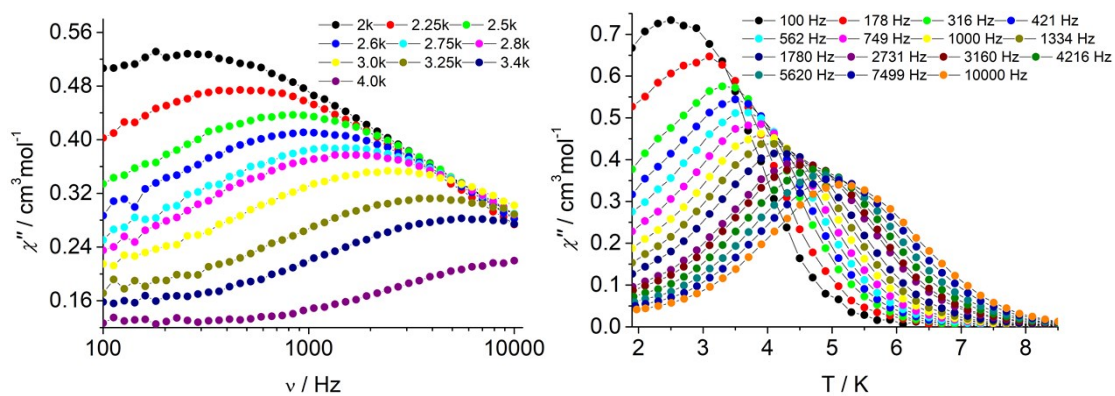 2k 2.25k 2.5k
2.6k 2.75k 2.8k
3.0k 3.25k 3.4k
4.0k
0.56
0.48
0.40
0.32
0.24
0.16
χ'' / cm³mol⁻¹
100 1000 10000
ν / Hz
100 Hz 178 Hz 316 Hz 421 Hz
562 Hz 749 Hz 1000 Hz 1334 Hz
1780 Hz 2731 Hz 3160 Hz 4216 Hz
5620 Hz 7499 Hz 10000 Hz
0.7
0.6
0.5
0.4
0.3
0.2
0.1
0.0
χ'' / cm³mol⁻¹
2 3 4 5 6 7 8
T / K